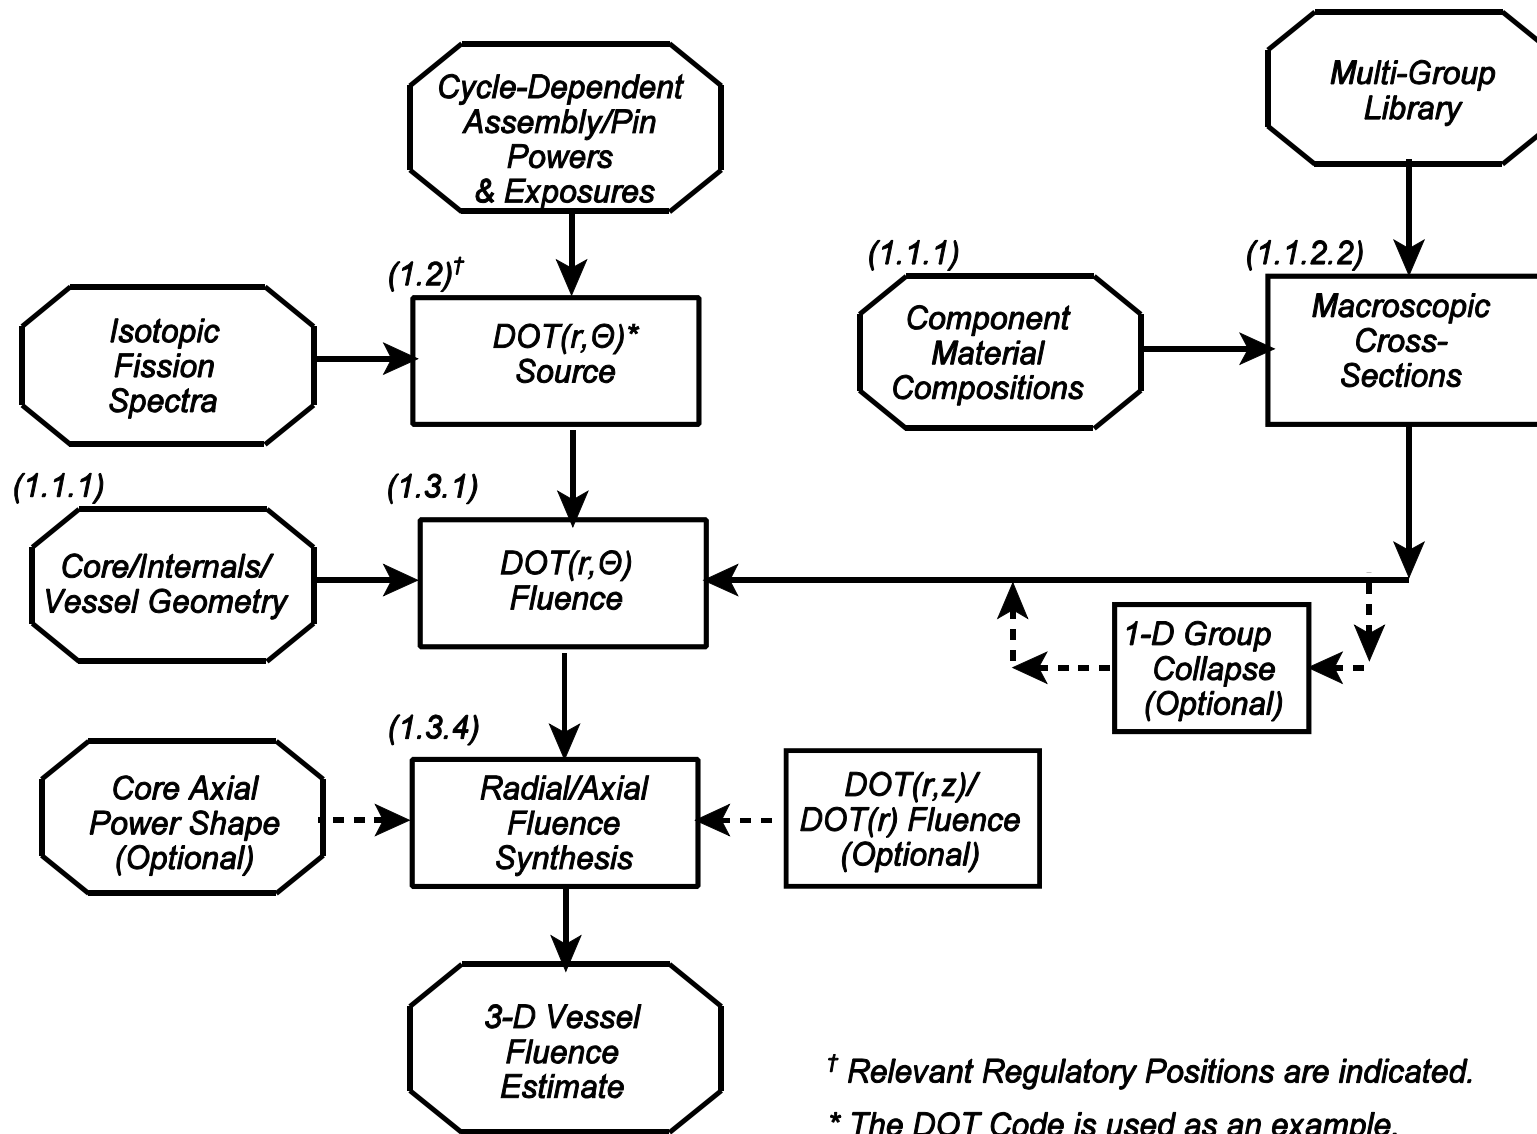 Cycle-Dependent
Assembly/Pin
Powers
& Exposures
Multi-Group
Library
(1.2)†
(1.1.1)
(1.1.2.2)
Isotopic
Fission
Spectra
DOT(r,Θ)*
Source
Component
Material
Compositions
Macroscopic
Cross-
Sections
(1.1.1)
(1.3.1)
Core/Internals/
Vessel Geometry
DOT(r,Θ)
Fluence
1-D Group
Collapse
(Optional)
(1.3.4)
Core Axial
Power Shape
(Optional)
Radial/Axial
Fluence
Synthesis
DOT(r,z)/
DOT(r) Fluence
(Optional)
3-D Vessel
Fluence
Estimate
† Relevant Regulatory Positions are indicated.
* The DOT Code is used as an example.